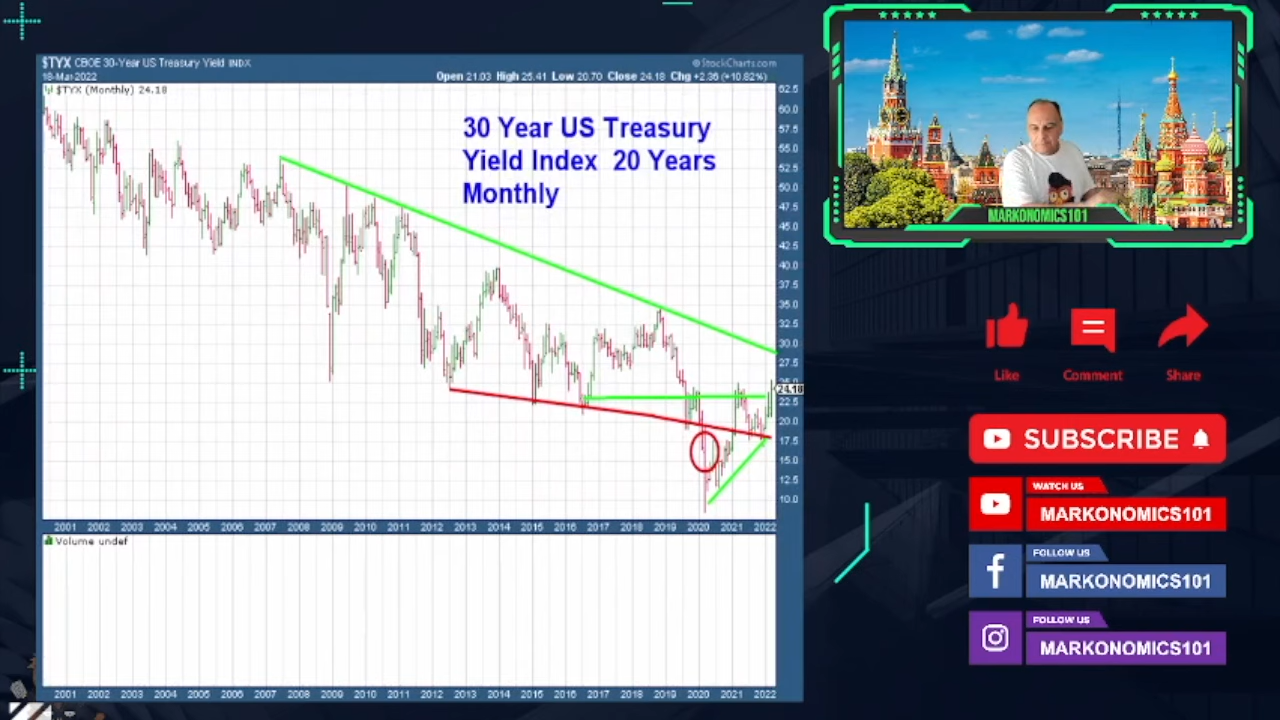 $TYX CBOE 30-Year US Treasury Yield INDX
© StockCharts.com
18-Mar-2022
Open 21.03 High 25.41 Low 20.70 Close 24.18 Chg +2.36 (+10.82%)
$TYX (Monthly) 24.18
30 Year US Treasury
Yield Index 20 Years
Monthly
62.5
60.0
57.5
55.0
52.5
50.0
47.5
45.0
42.5
40.0
37.5
35.0
32.5
30.0
27.5
25.0
24.18
22.5
20.0
17.5
15.0
12.5
10.0
2001 2002 2003 2004 2005 2006 2007 2008 2009 2010 2011 2012 2013 2014 2015 2016 2017 2018 2019 2020 2021 2022
Volume undef
2001 2002 2003 2004 2005 2006 2007 2008 2009 2010 2011 2012 2013 2014 2015 2016 2017 2018 2019 2020 2021 2022
MARKONOMICS101
Like
Comment
Share
SUBSCRIBE
WATCH US
MARKONOMICS101
FOLLOW US
MARKONOMICS101
FOLLOW US
MARKONOMICS101